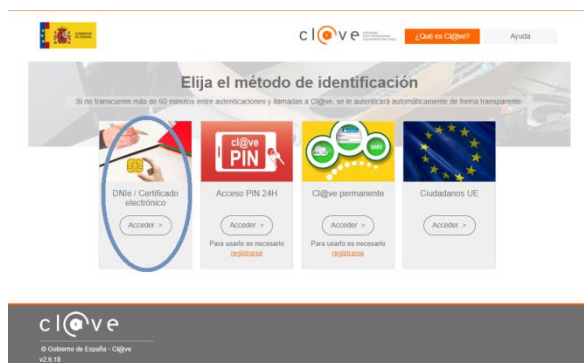 GOBIERNO
DE ESPAÑA
cl@ve
¿Qué es Cl@ve?
Ayuda
Elija el método de identificación
Si no transcurren más de 60 minutos entre autenticaciones y llamadas a Cl@ve, se le autenticará automáticamente de forma transparente.
cl@ve
PIN
SMS
DNIe / Certificado
electrónico
Acceder >
Acceso PIN 24H
Acceder >
Para usarlo es necesario
registrarse
Cl@ve permanente
Acceder >
Para usarlo es necesario
registrarse
Ciudadanos UE
Acceder >
cl@ve
© Gobierno de España - Cl@ve
v2.6.18